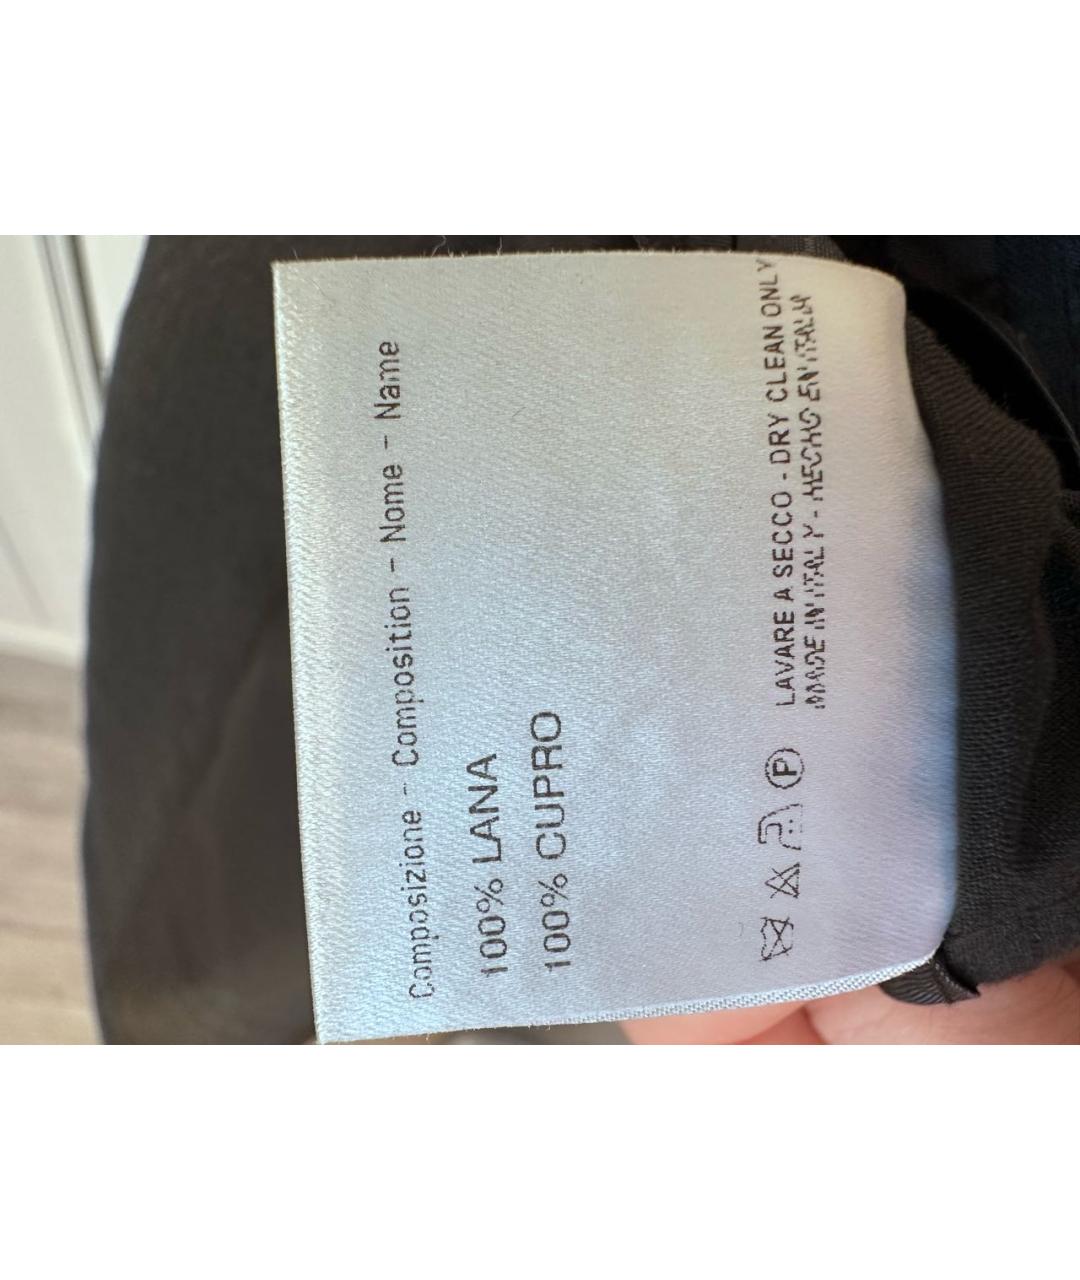 Composizione - Composition - Nome - Name
100% LANA
100% CUPRO
P LAVARE A SECCO - DRY CLEAN ONLY
MADE IN ITALY - HECHO EN ITALIA